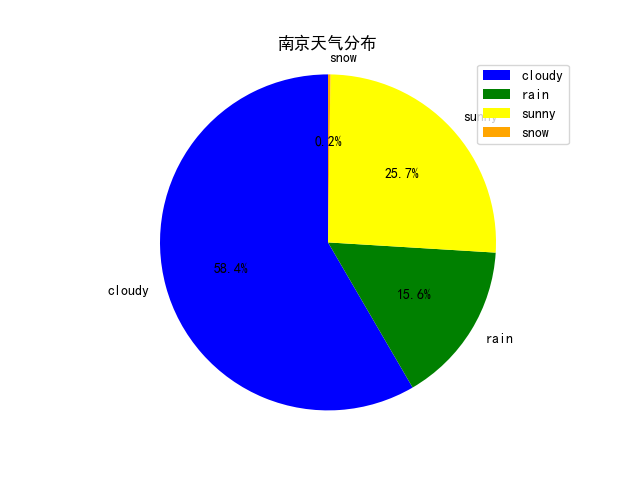 南京天气分布
snow
cloudy
rain
sunny
snow
sunny
0.2%
25.7%
58.4%
cloudy
15.6%
rain